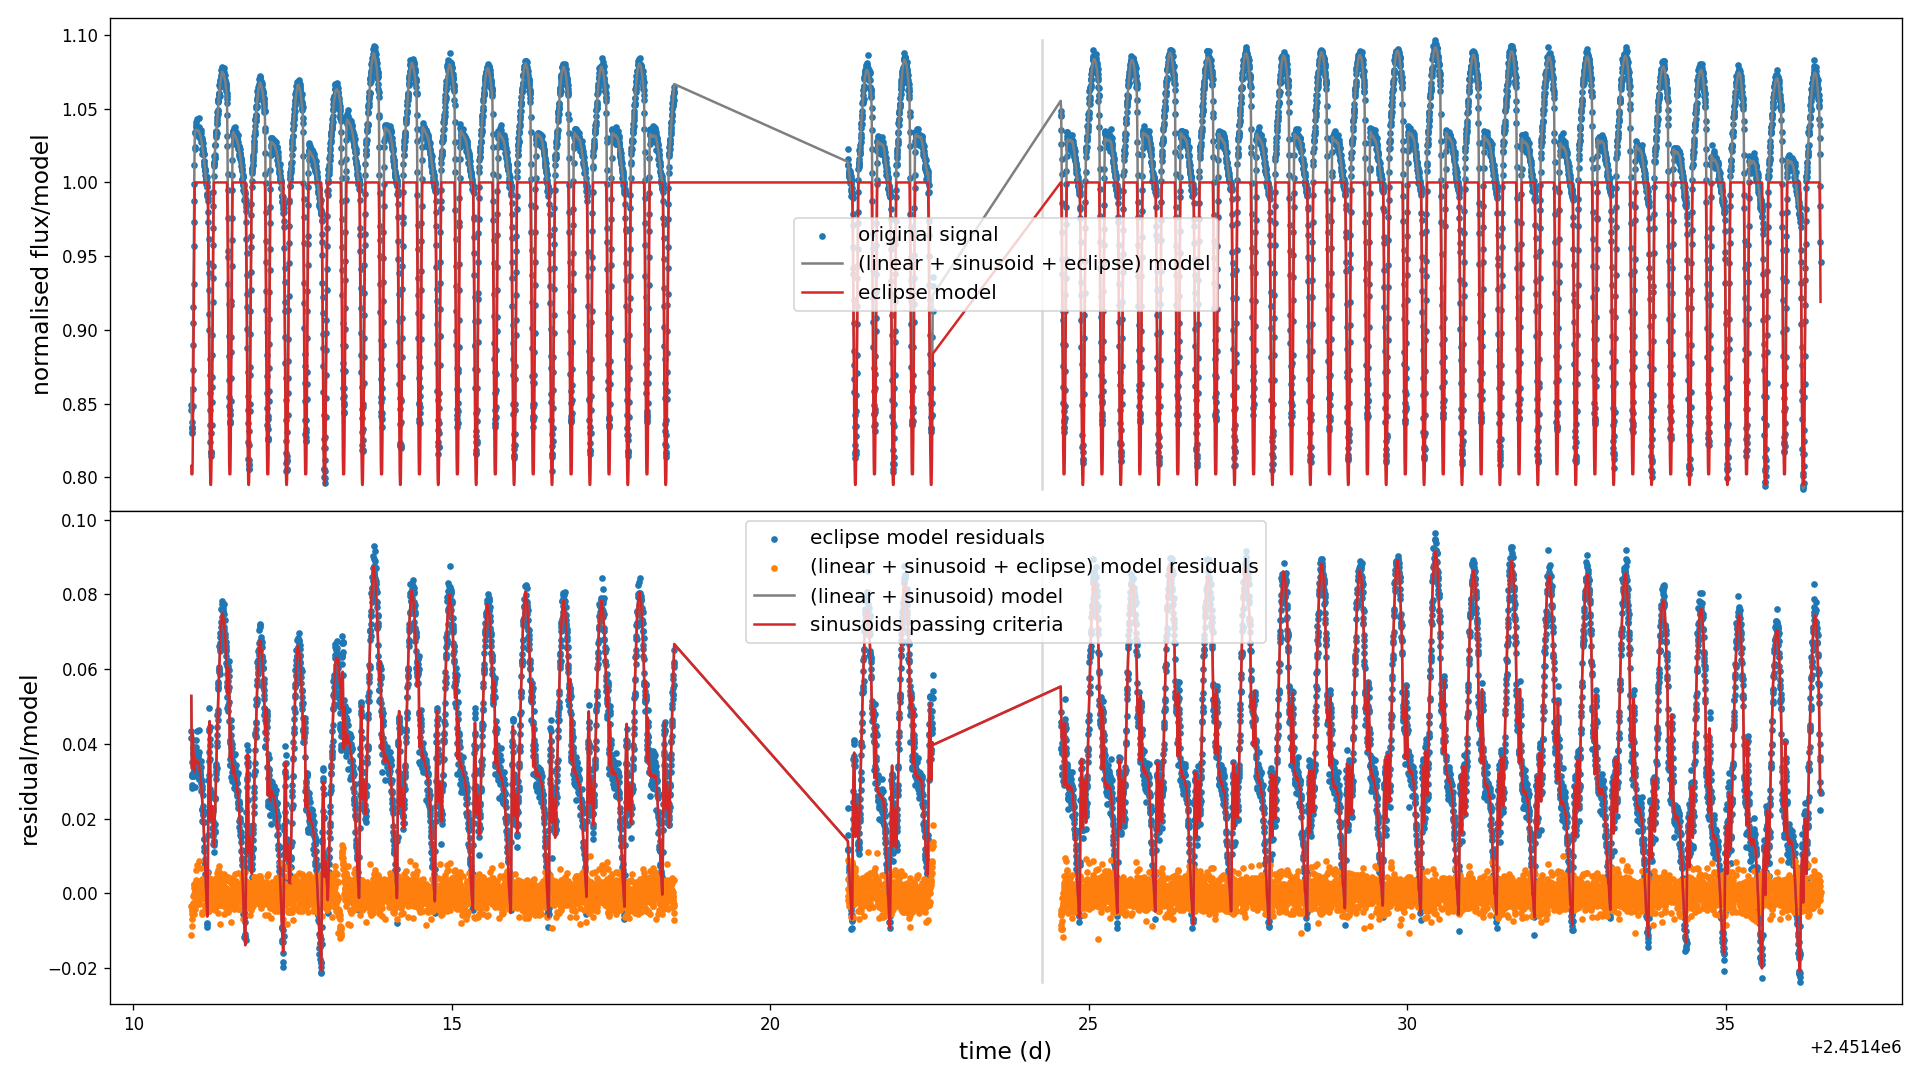 1.10
1.05
1.00
0.95
0.90
0.85
0.80
normalised flux/model
original signal
(linear + sinusoid + eclipse) model
eclipse model
0.10
0.08
0.06
0.04
0.02
0.00
−0.02
residual/model
eclipse model residuals
(linear + sinusoid + eclipse) model residuals
(linear + sinusoid) model
sinusoids passing criteria
10
15
20
25
30
35
time (d)
+2.4514e6